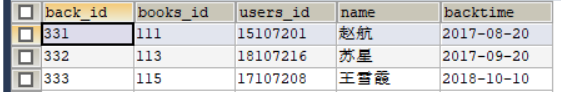 back_id books_id users_id name backtime
331 111 15107201 赵航 2017-08-20
332 113 18107216 苏星 2017-09-20
333 115 17107208 王雪霞 2018-10-10